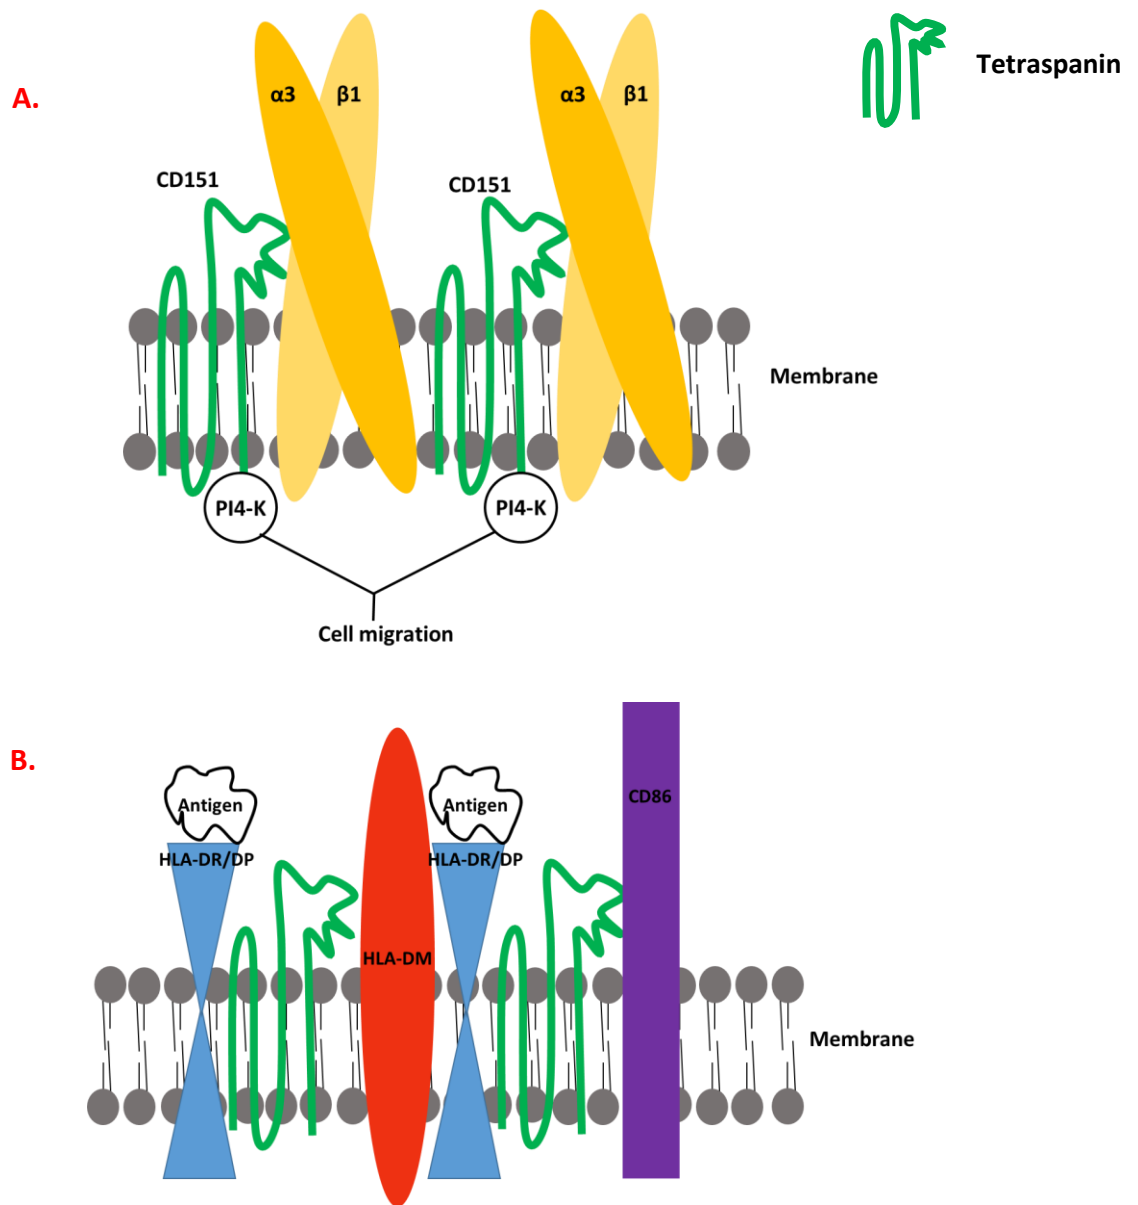 A.
Tetraspanin
α3 β1 α3 β1
CD151 CD151
Membrane
PI4-K PI4-K
Cell migration
B.
Antigen Antigen CD86
HLA-DR/DP HLA-DR/DP
HLA-DM
Membrane